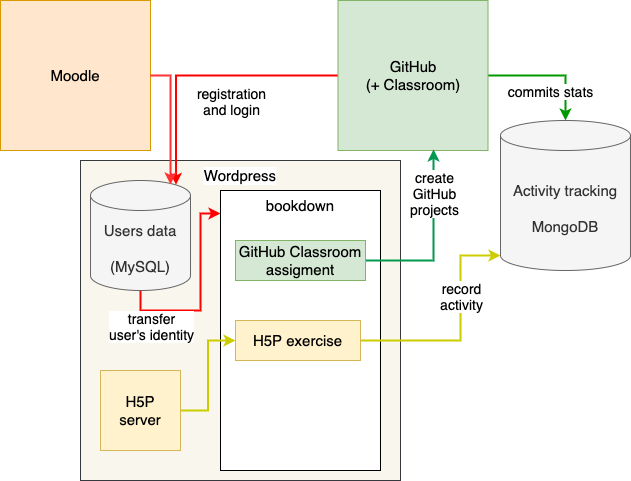 Moodle
GitHub
(+ Classroom)
registration
and login
commits stats
Wordpress
Users data
(MySQL)
bookdown
create
GitHub
projects
Activity tracking
MongoDB
GitHub Classroom
assigment
transfer
user's identity
record
activity
H5P exercise
H5P
server